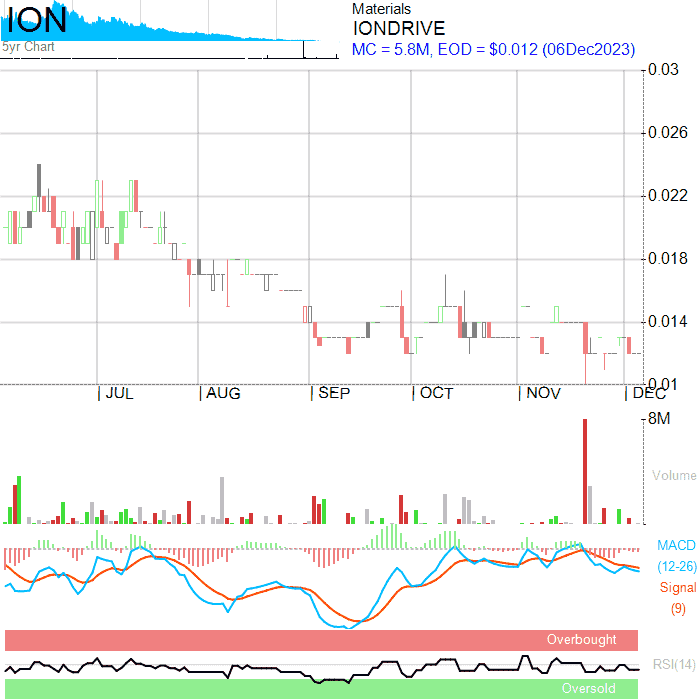 ION
5yr Chart
Materials
IONDRIVE
MC = 5.8M, EOD = $0.012 (06Dec2023)
0.03
0.026
0.022
0.018
0.014
0.01
JUL
AUG
SEP
OCT
NOV
DEC
8M
Volume
MACD
(12-26)
Signal
(9)
Overbought
RSI(14)
Oversold